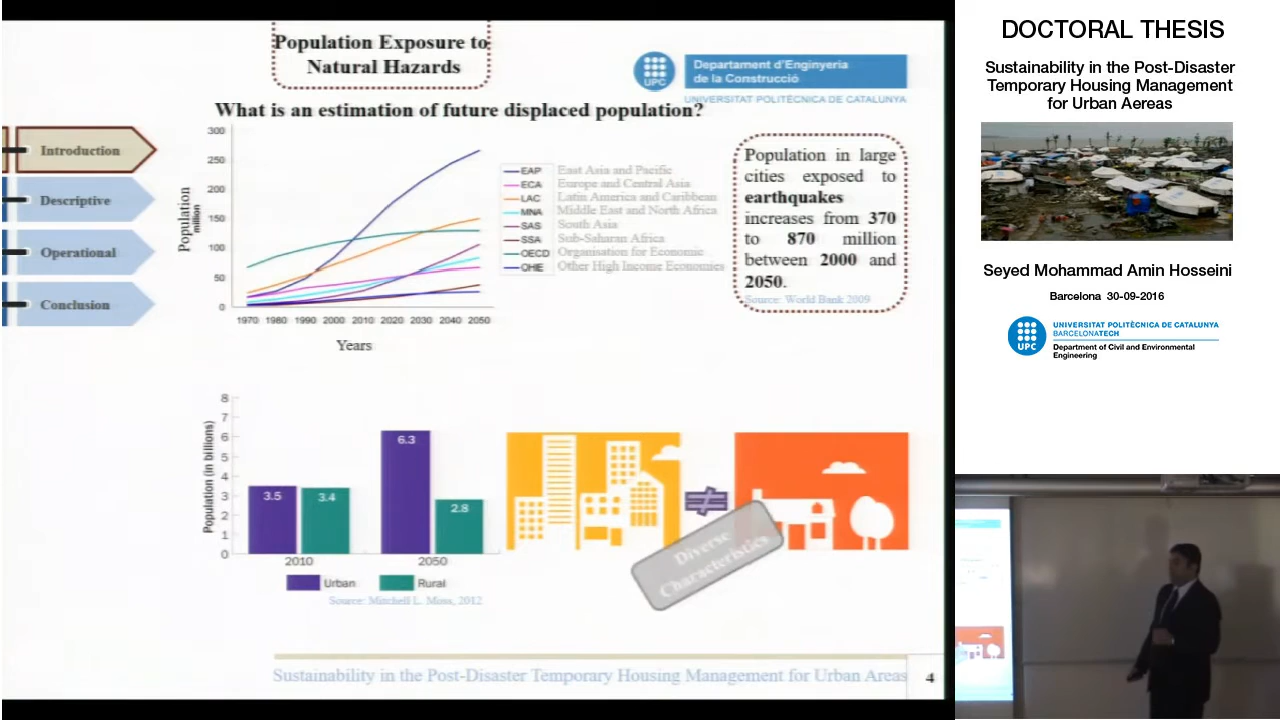 Population Exposure to
Natural Hazards
UPC
Departament d'Enginyeria
de la Construcció
UNIVERSITAT POLITÈCNICA DE CATALUNYA
What is an estimation of future displaced population?
Introduction
Descriptive
Operational
Conclusion
Population
million
300
250
200
150
100
50
0
1970 1980 1990 2000 2010 2020 2030 2040 2050
Years
EAP East Asia and Pacific
ECA Europe and Central Asia
LAC Latin America and Caribbean
MNA Middle East and North Africa
SAS South Asia
SSA Sub-Saharan Africa
OECD Organisation for Economic
OHIE Other High Income Economies
Population in large
cities exposed to
earthquakes
increases from 370
to 870 million
between 2000 and
2050.
Source: World Bank 2009
Population (in billions)
8
7
6
5
4
3
2
1
0
3.5
3.4
6.3
2.8
2010
2050
Urban
Rural
Source: Mitchell L. Moss, 2012
≠
Diverse
Characteristics
Sustainability in the Post-Disaster Temporary Housing Management for Urban Areas
4
DOCTORAL THESIS
Sustainability in the Post-Disaster
Temporary Housing Management
for Urban Aereas
Seyed Mohammad Amin Hosseini
Barcelona 30-09-2016
UPC
UNIVERSITAT POLITÈCNICA DE CATALUNYA
BARCELONATECH
Department of Civil and Environmental
Engineering